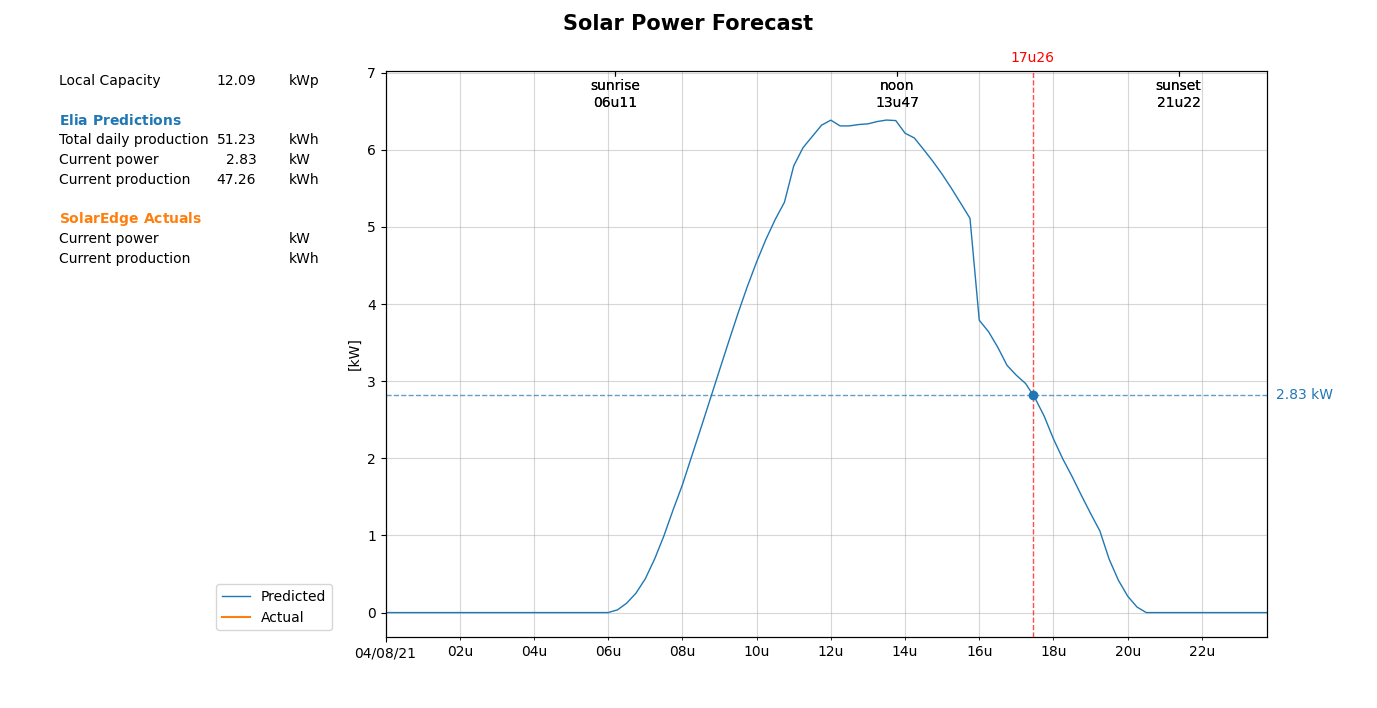 Solar Power Forecast
Local Capacity 12.09 kWp
Elia Predictions
Total daily production 51.23 kWh
Current power 2.83 kW
Current production 47.26 kWh
SolarEdge Actuals
Current power kW
Current production kWh
Predicted
Actual
17u26
sunrise
06u11
noon
13u47
sunset
21u22
7
6
5
4
3
2
1
0
[kW]
2.83 kW
04/08/21 02u 04u 06u 08u 10u 12u 14u 16u 18u 20u 22u